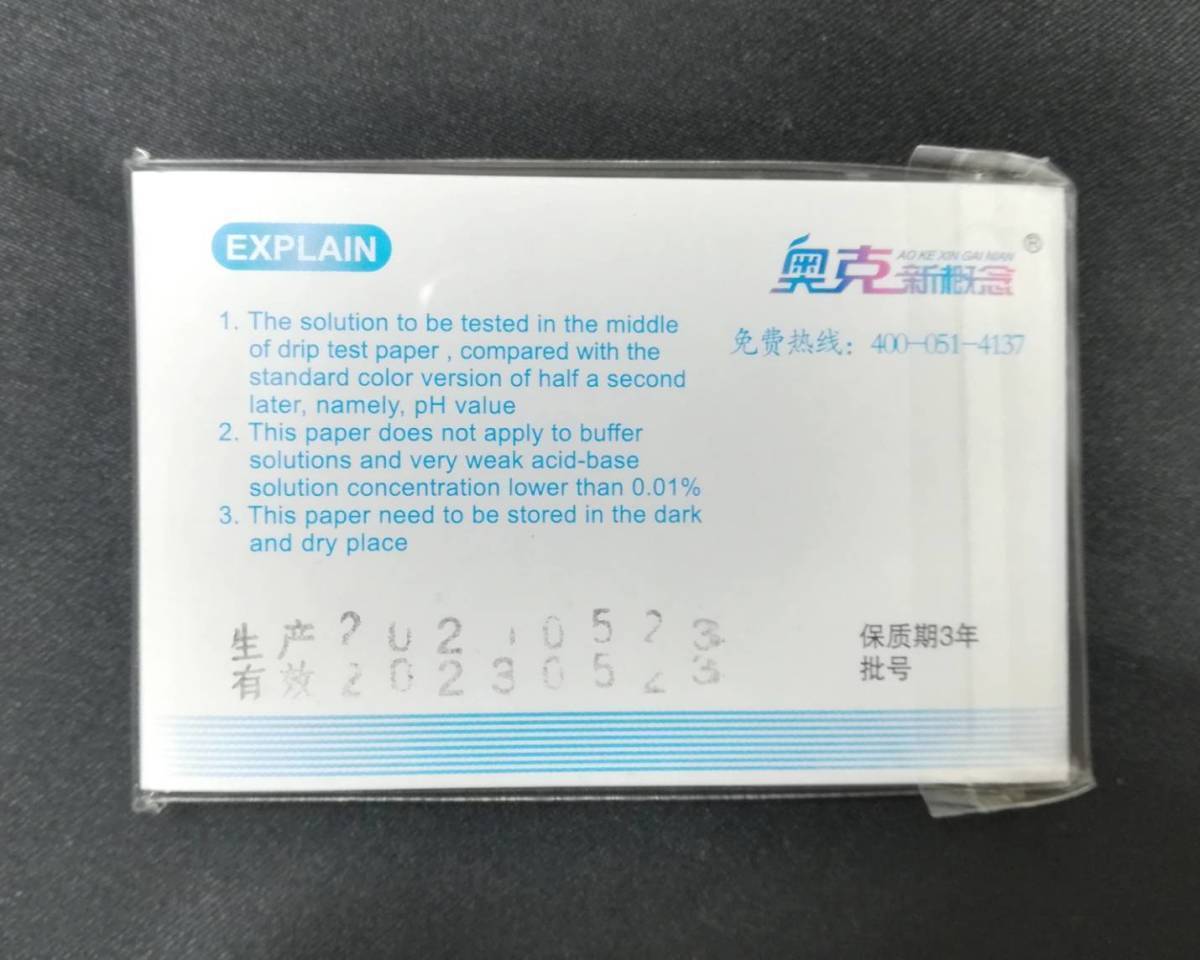 EXPLAIN
1. The solution to be tested in the middle
of drip test paper , compared with the
standard color version of half a second
later, namely, pH value
2. This paper does not apply to buffer
solutions and very weak acid-base
solution concentration lower than 0.01%
3. This paper need to be stored in the dark
and dry place
奥克新概念®
AO KE XIN GAI NIAN
免费热线：400-051-4137
生产
有效 20230523
保质期3年
批号